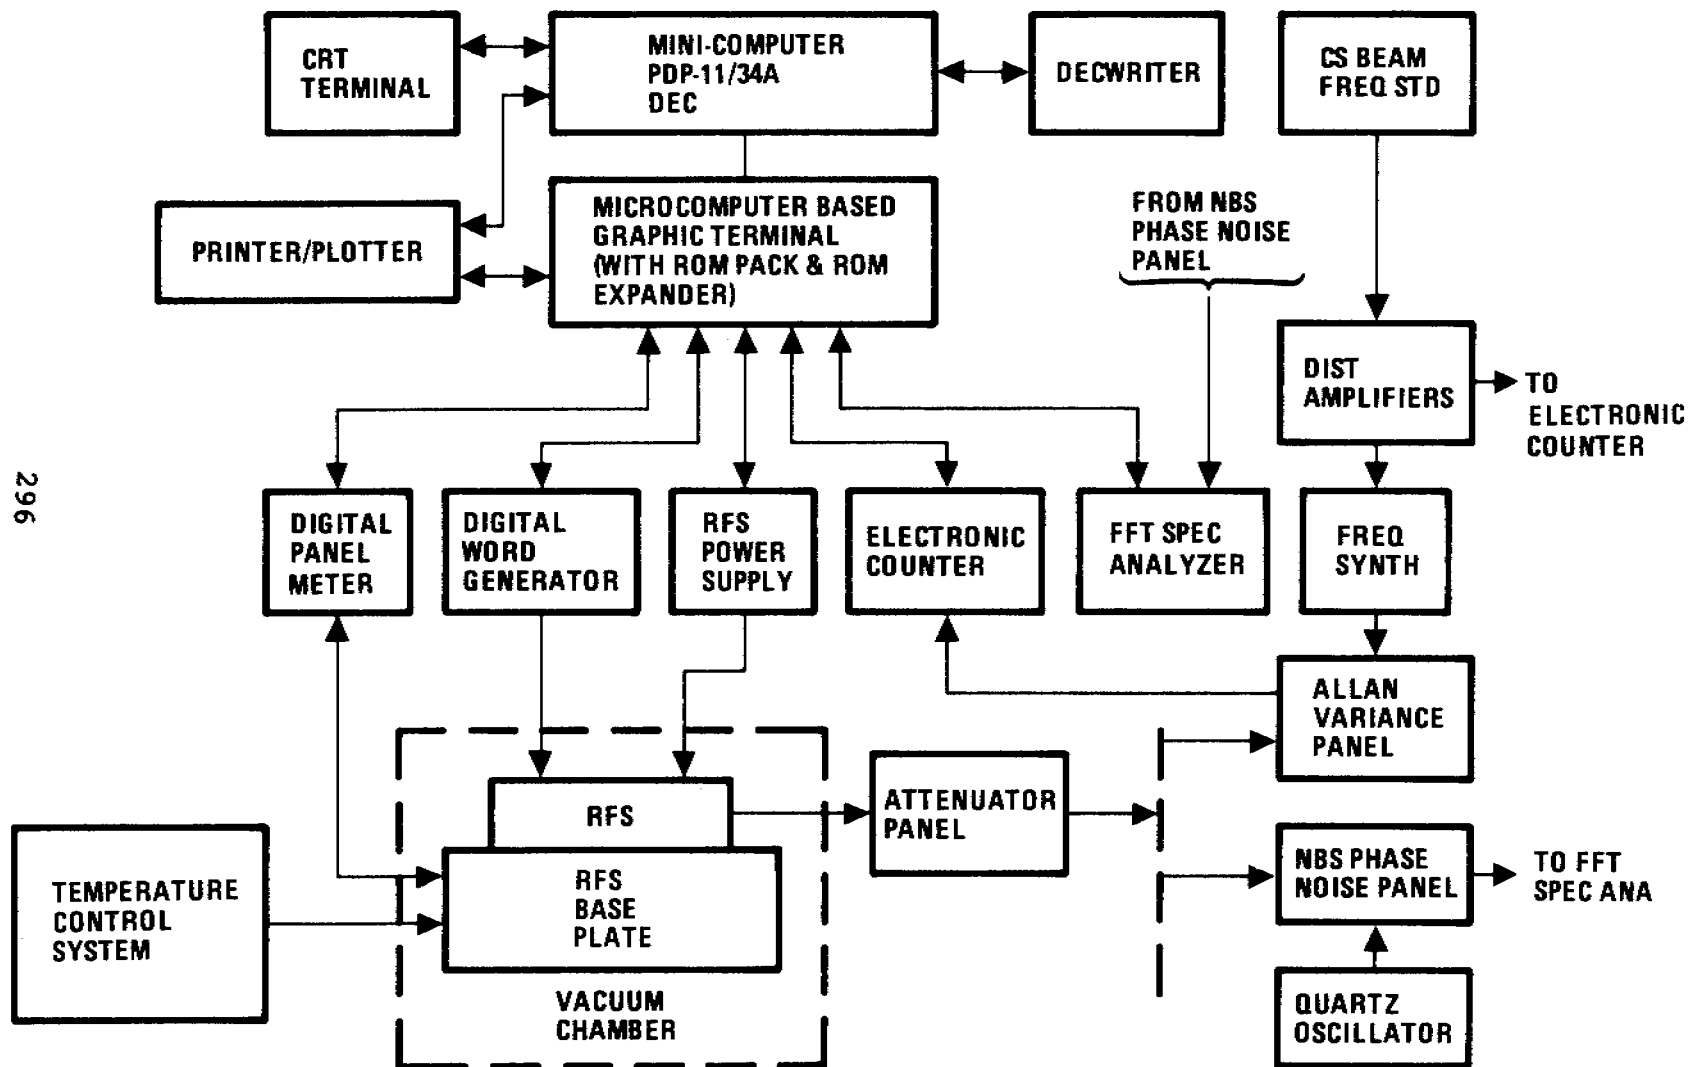 CRT
TERMINAL
MINI-COMPUTER
PDP-11/34A
DEC
DECWRITER
CS BEAM
FREQ STD
PRINTER/PLOTTER
MICROCOMPUTER BASED
GRAPHIC TERMINAL
(WITH ROM PACK & ROM
EXPANDER)
FROM NBS
PHASE NOISE
PANEL
DIST
AMPLIFIERS
TO
ELECTRONIC
COUNTER
296
DIGITAL
PANEL
METER
DIGITAL
WORD
GENERATOR
RFS
POWER
SUPPLY
ELECTRONIC
COUNTER
FFT SPEC
ANALYZER
FREQ
SYNTH
ALLAN
VARIANCE
PANEL
RFS
ATTENUATOR
PANEL
TEMPERATURE
CONTROL
SYSTEM
RFS
BASE
PLATE
NBS PHASE
NOISE PANEL
TO FFT
SPEC ANA
VACUUM
CHAMBER
QUARTZ
OSCILLATOR